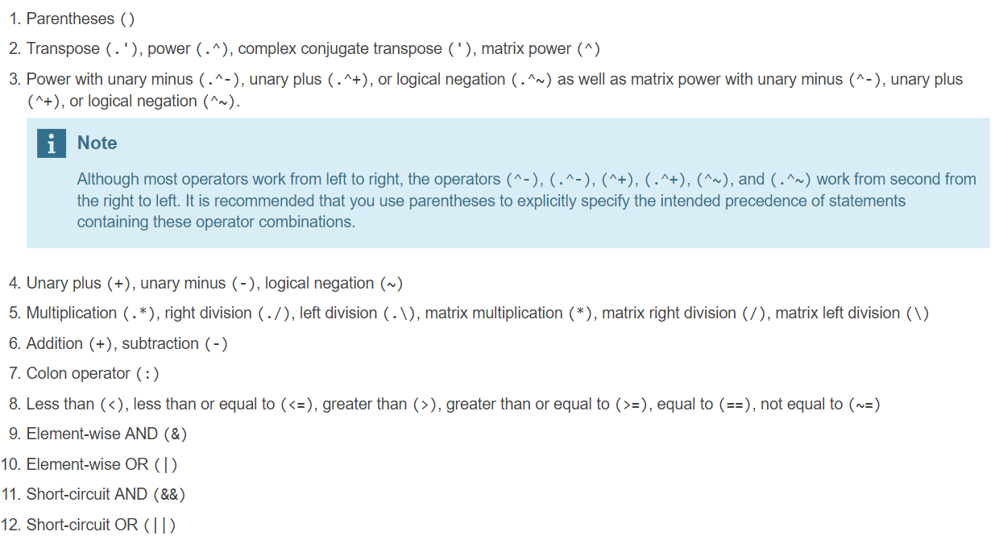 1. Parentheses ()
2. Transpose (.'), power (.^), complex conjugate transpose ('), matrix power (^)
3. Power with unary minus (.^-), unary plus (.^+), or logical negation (.^~) as well as matrix power with unary minus (^-), unary plus
(^+), or logical negation (^~).
i Note
Although most operators work from left to right, the operators (^-), (.^-), (^+), (.^+), (^~), and (.^~) work from second from
the right to left. It is recommended that you use parentheses to explicitly specify the intended precedence of statements
containing these operator combinations.
4. Unary plus (+), unary minus (-), logical negation (~)
5. Multiplication (.*), right division (./), left division (.\), matrix multiplication (*), matrix right division (/), matrix left division (\)
6. Addition (+), subtraction (-)
7. Colon operator (:)
8. Less than (<), less than or equal to (<=), greater than (>), greater than or equal to (>=), equal to (==), not equal to (~=)
9. Element-wise AND (&)
10. Element-wise OR (|)
11. Short-circuit AND (&&)
12. Short-circuit OR (||)